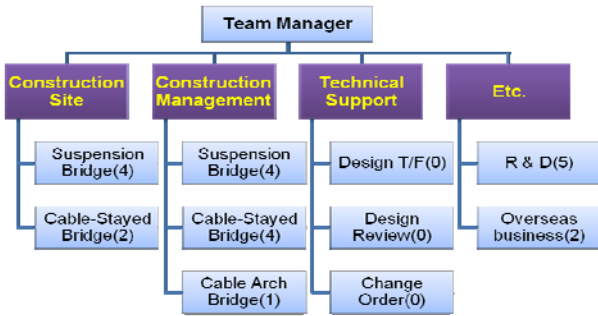 Team Manager
Construction
Site
Construction
Management
Technical
Support
Etc.
Suspension
Bridge(4)
Suspension
Bridge(4)
Design T/F(0)
R & D(5)
Cable-Stayed
Bridge(2)
Cable-Stayed
Bridge(4)
Design
Review(0)
Overseas
business(2)
Cable Arch
Bridge(1)
Change
Order(0)